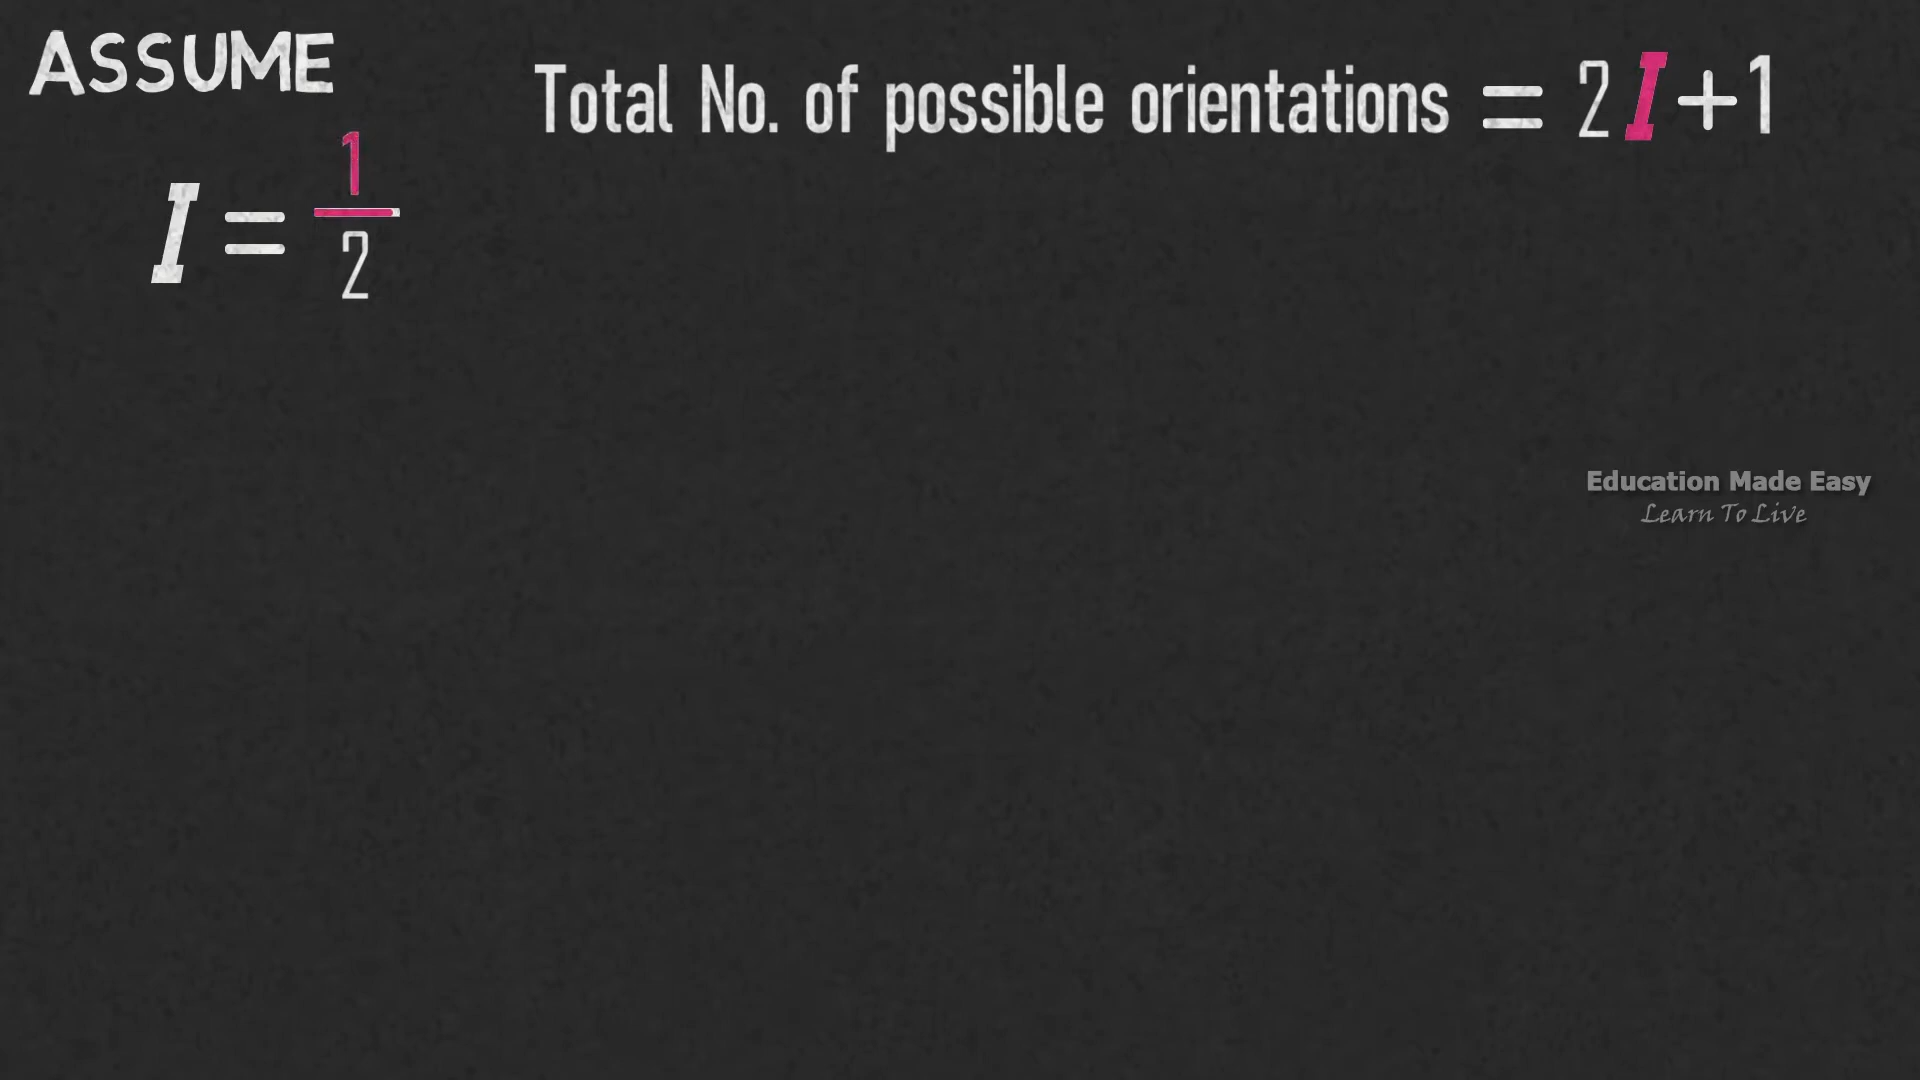 ASSUME
Total No. of possible orientations = 2I+1
I = 1/2
Education Made Easy
Learn To Live